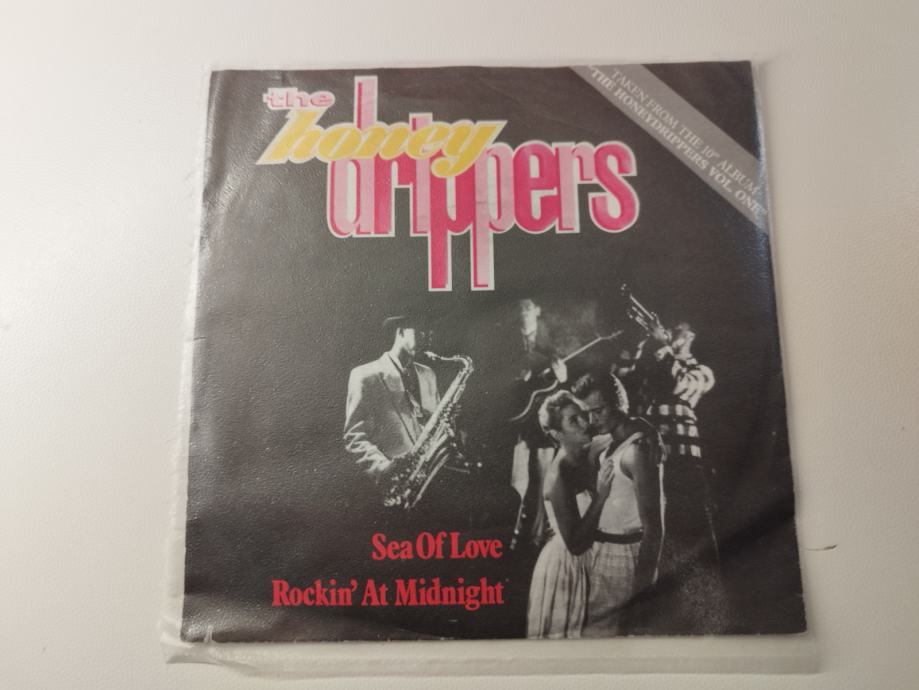 the
honey
drippers
TAKEN FROM THE 10" ALBUM
"THE HONEYDRIPPERS VOL. ONE"
Sea Of Love
Rockin' At Midnight